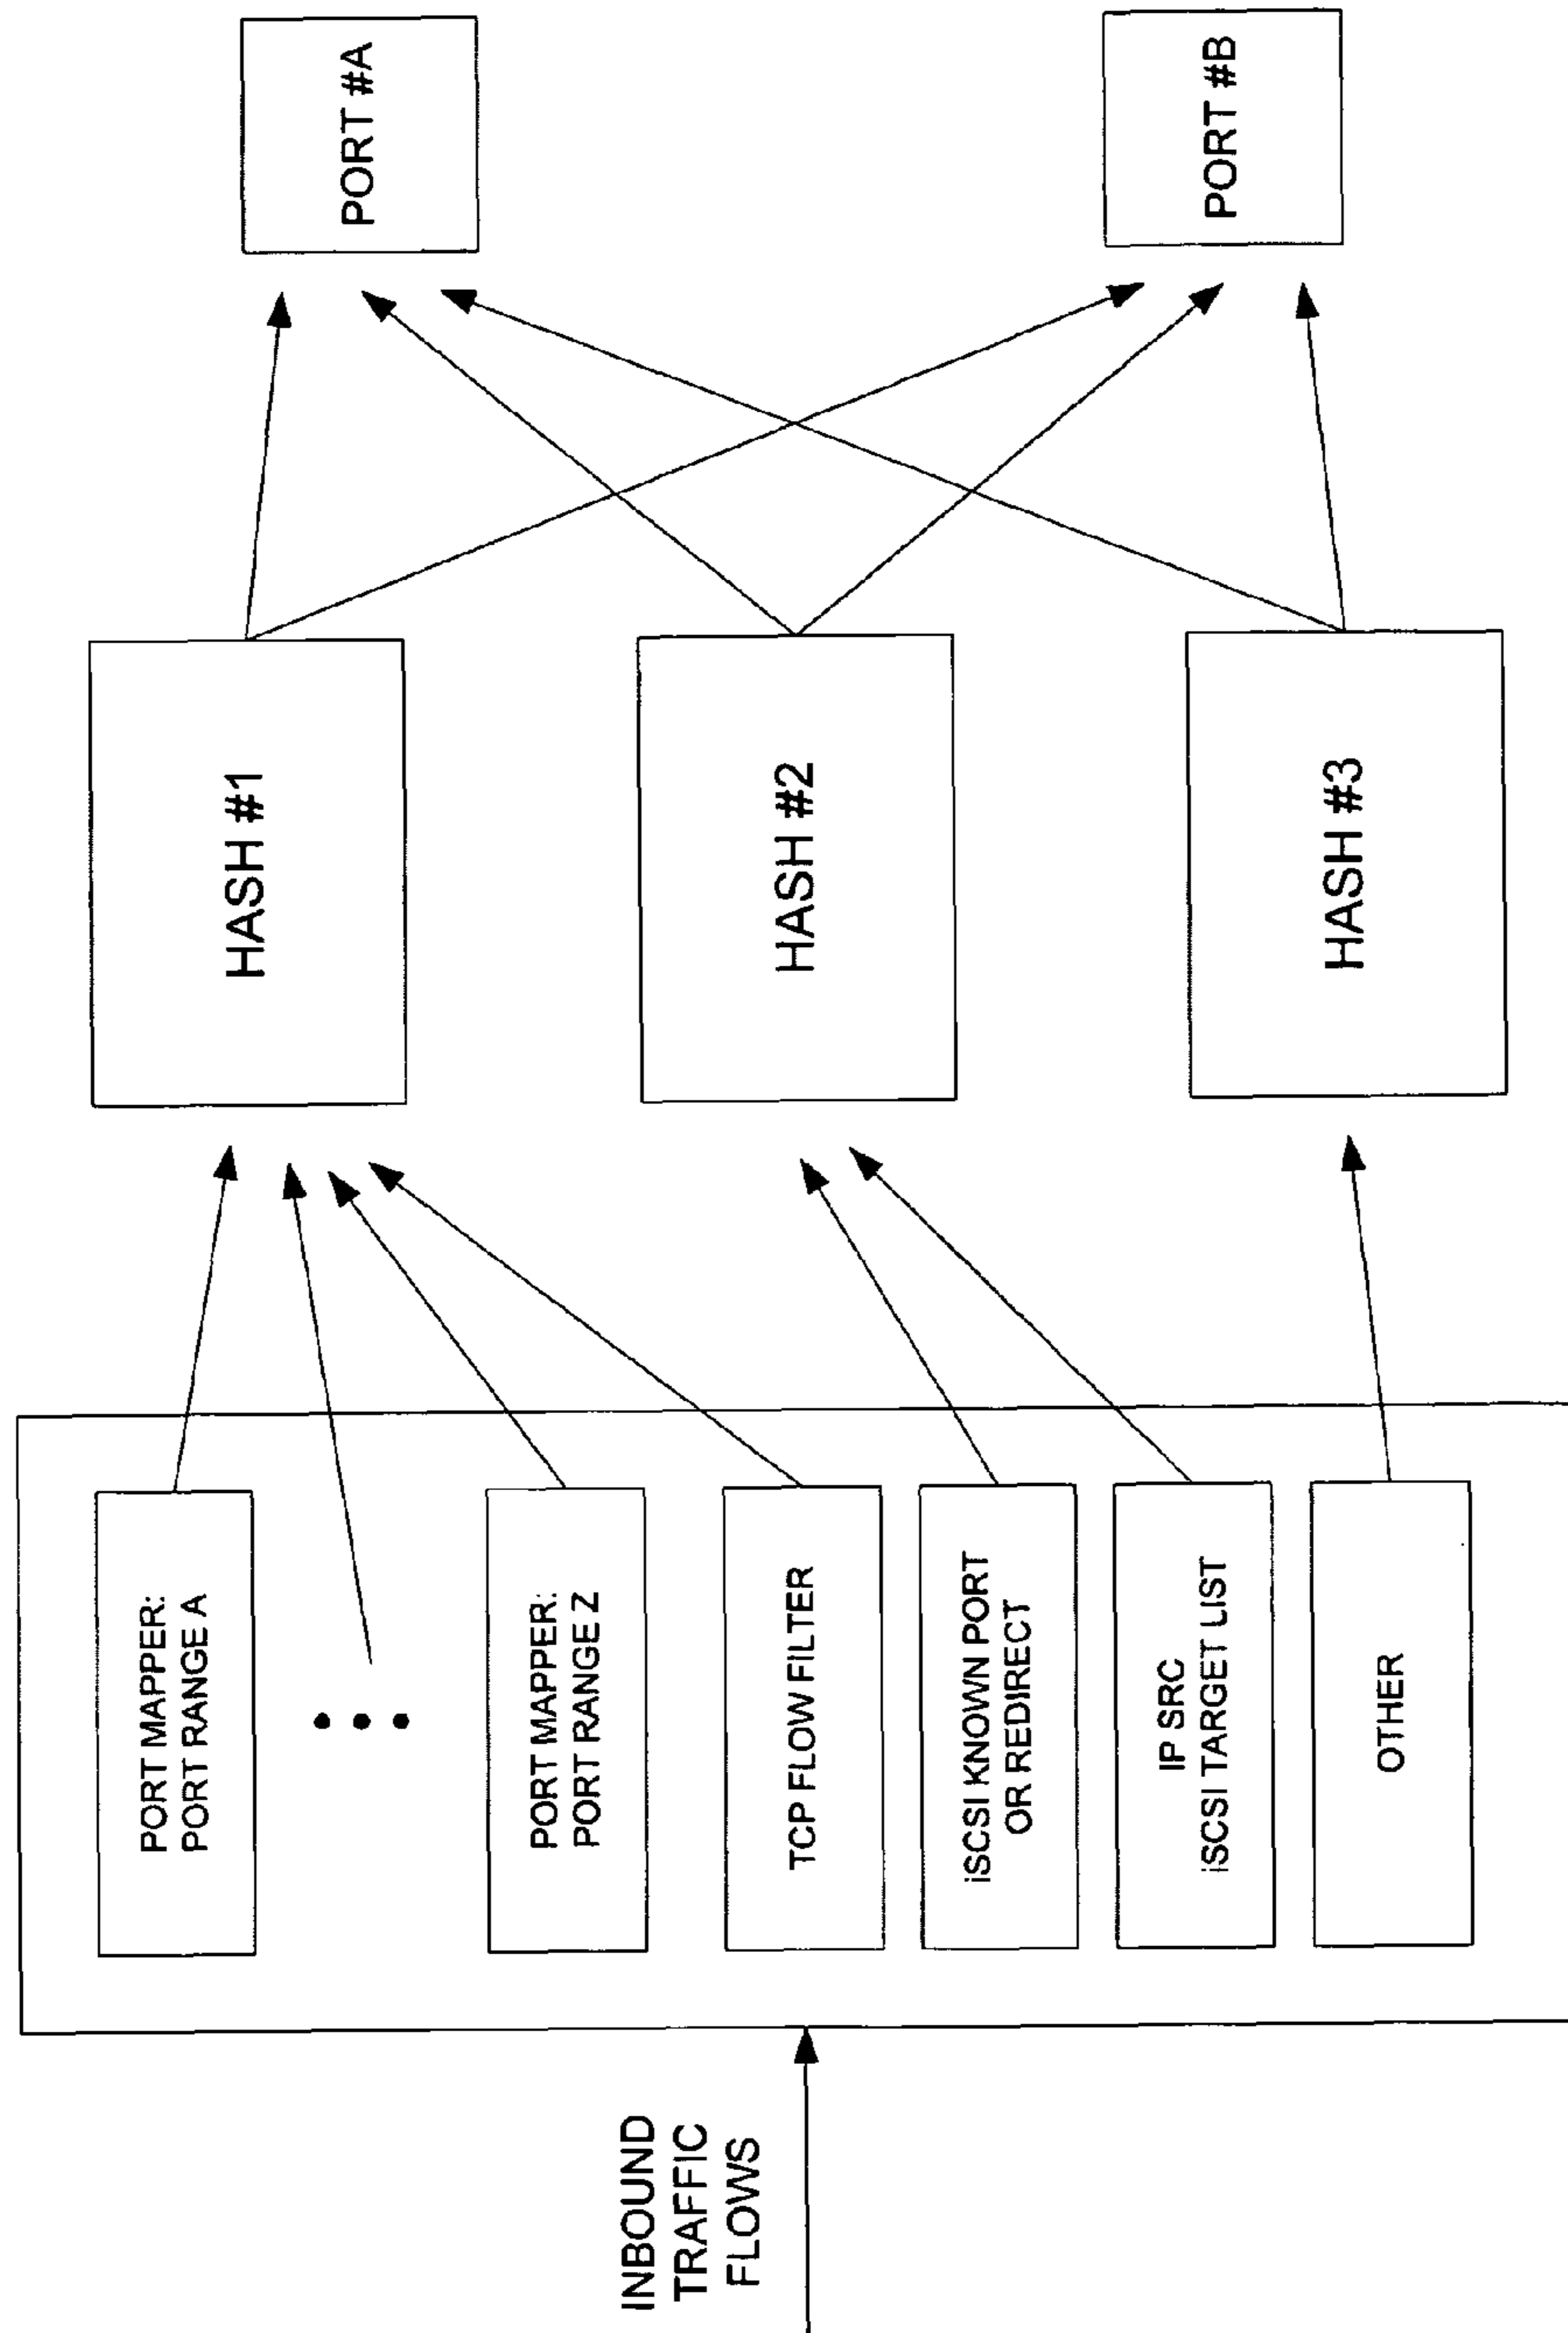 INBOUND
TRAFFIC
FLOWS
PORT MAPPER:
PORT RANGE A
PORT MAPPER:
PORT RANGE Z
TCP FLOW FILTER
iSCSI KNOWN PORT
OR REDIRECT
IP SRC
iSCSI TARGET LIST
OTHER
HASH #1
HASH #2
HASH #3
PORT #A
PORT #B